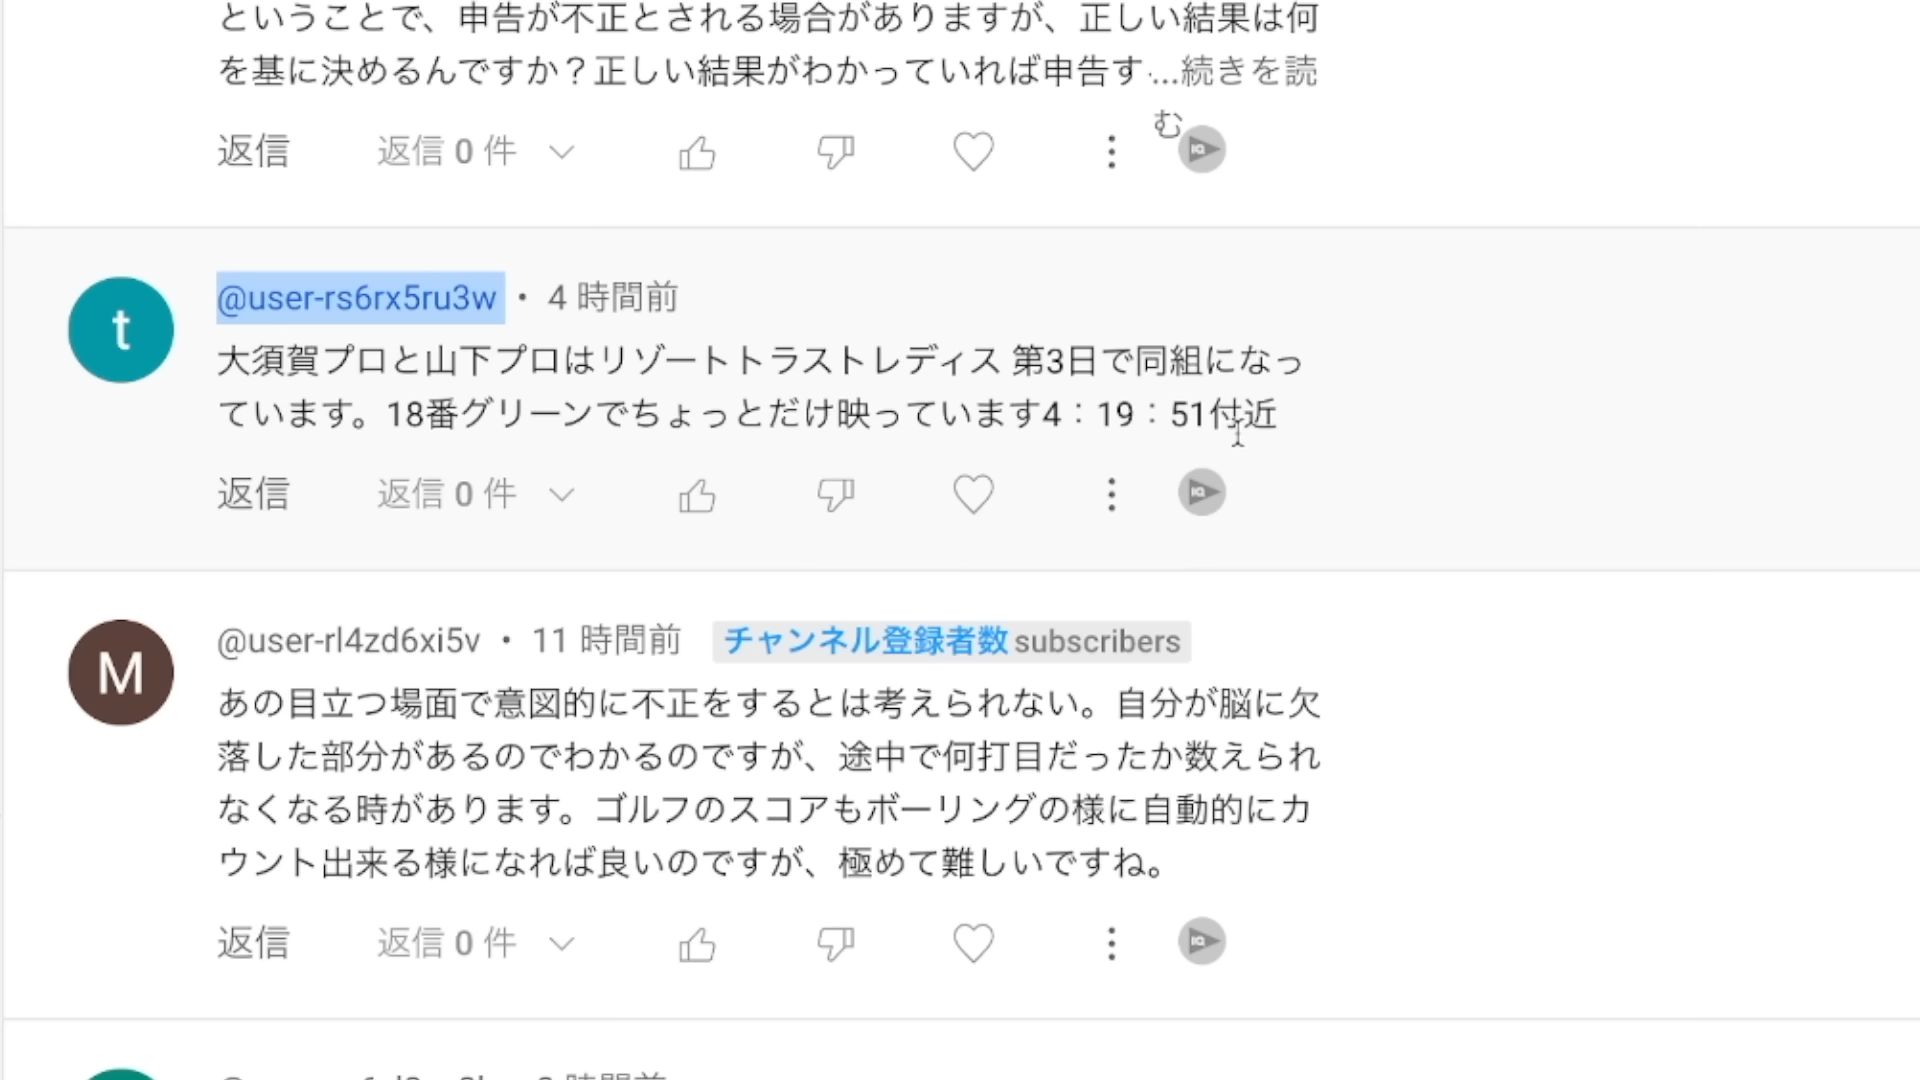 ということで、申告が不正とされる場合がありますが、正しい結果は何
を基に決めるんですか？正しい結果がわかっていれば申告す ...続きを読
む
返信 返信 0 件
@user-rs6rx5ru3w • 4 時間前
t
大須賀プロと山下プロはリゾートトラストレディス 第3日で同組になっ
ています。18番グリーンでちょっとだけ映っています4：19：51付近
返信 返信 0 件
@user-rl4zd6xi5v • 11 時間前 チャンネル登録者数 subscribers
M
あの目立つ場面で意図的に不正をするとは考えられない。自分が脳に欠
落した部分があるのでわかるのですが、途中で何打目だったか数えられ
なくなる時があります。ゴルフのスコアもボーリングの様に自動的にカ
ウント出来る様になれば良いのですが、極めて難しいですね。
返信 返信 0 件